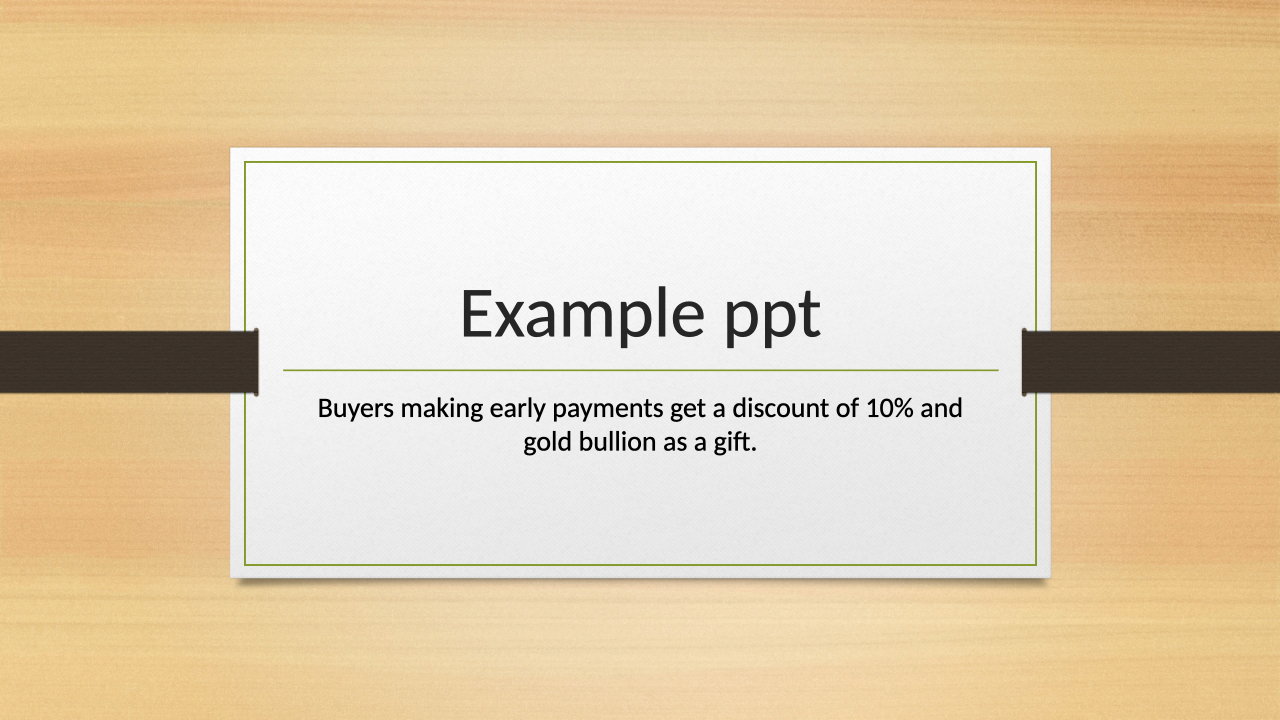 Example ppt
Buyers making early payments get a discount of 10% and
gold bullion as a gift.